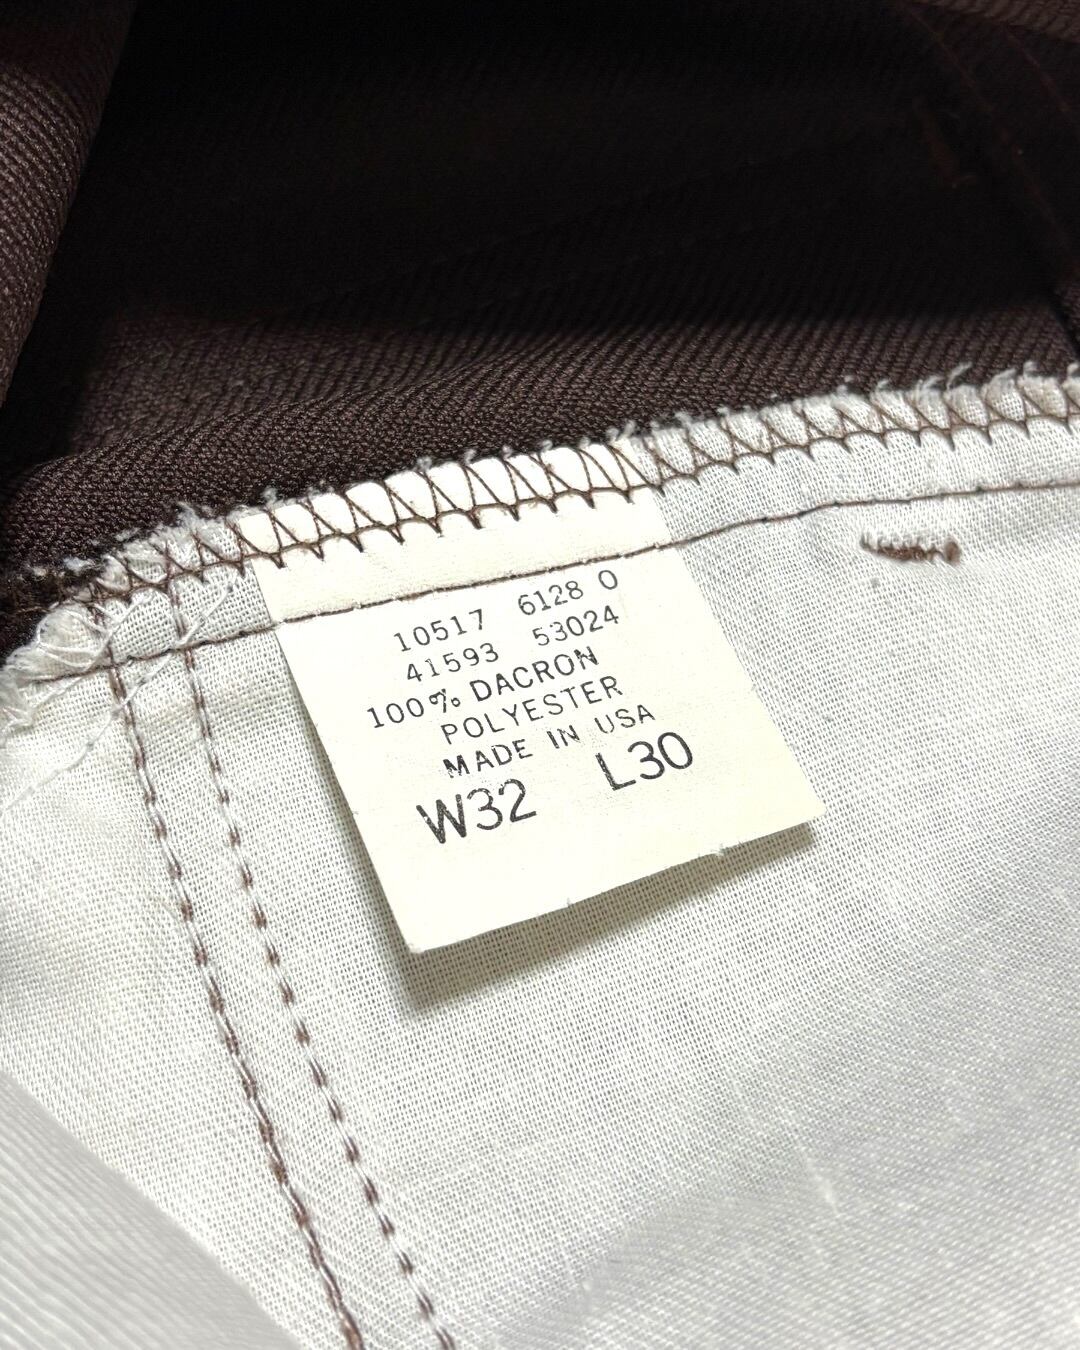 10517 6128 0
41593 53024
100% DACRON
POLYESTER
MADE IN USA
W32 L30